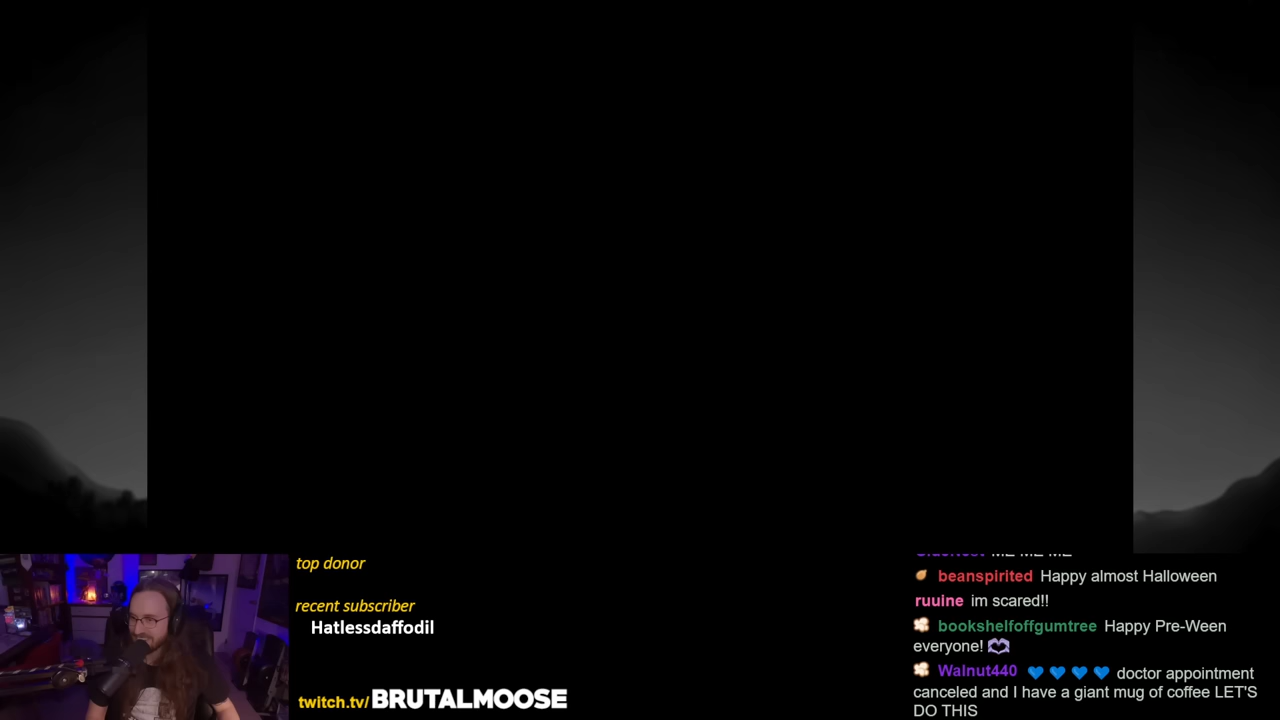 top donor
recent subscriber
Hatlessdaffodil
twitch.tv/BRUTALMOOSE
beanspirited Happy almost Halloween
ruuine im scared!!
bookshelfoffgumtree Happy Pre-Ween
everyone!
Walnut440 💙 💙 💙 💙 doctor appointment
canceled and I have a giant mug of coffee LET'S
DO THIS